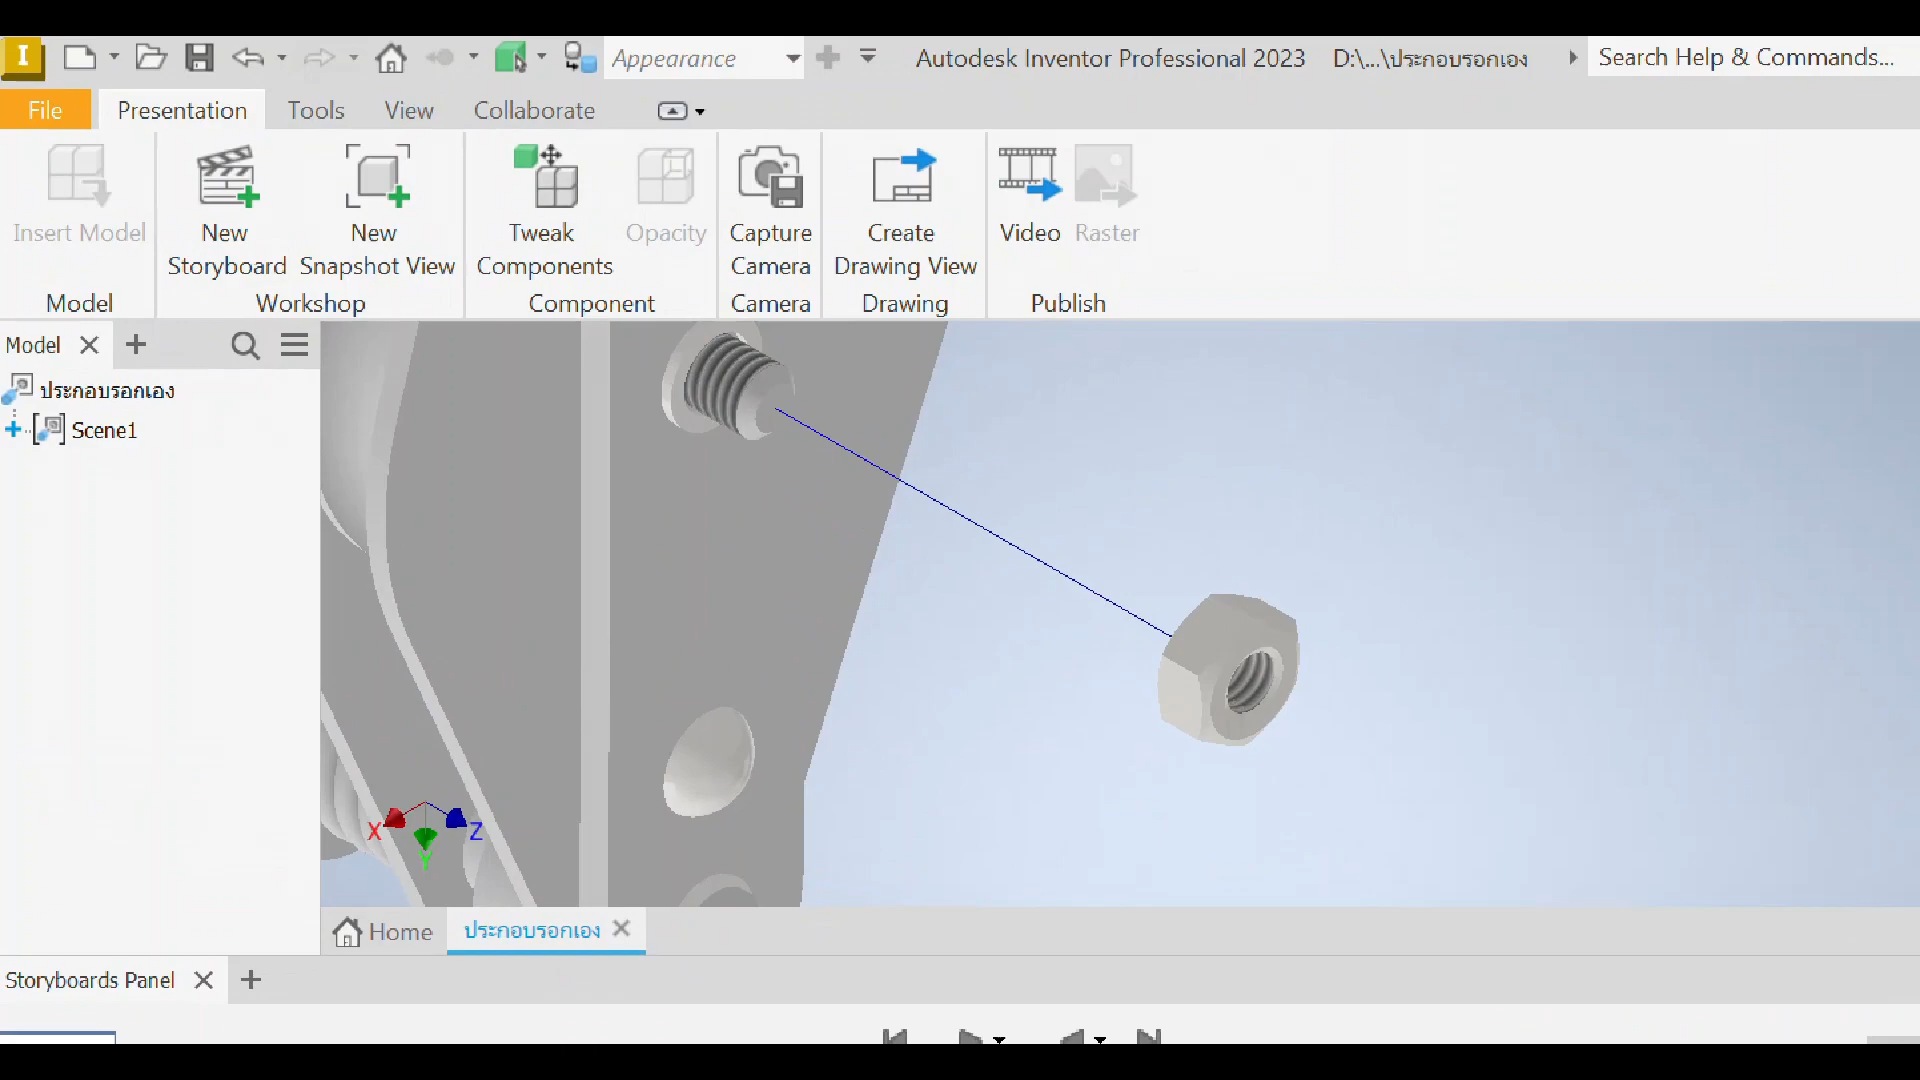 I
Appearance
Autodesk Inventor Professional 2023
D:\...\ประกอบรอกเอง
Search Help & Commands...
File
Presentation
Tools
View
Collaborate
Insert Model
New
Storyboard
New
Snapshot View
Tweak
Components
Opacity
Capture
Camera
Create
Drawing View
Video
Raster
Model
Workshop
Component
Camera
Drawing
Publish
Model
ประกอบรอกเอง
Scene1
X
Z
Y
Home
ประกอบรอกเอง
Storyboards Panel